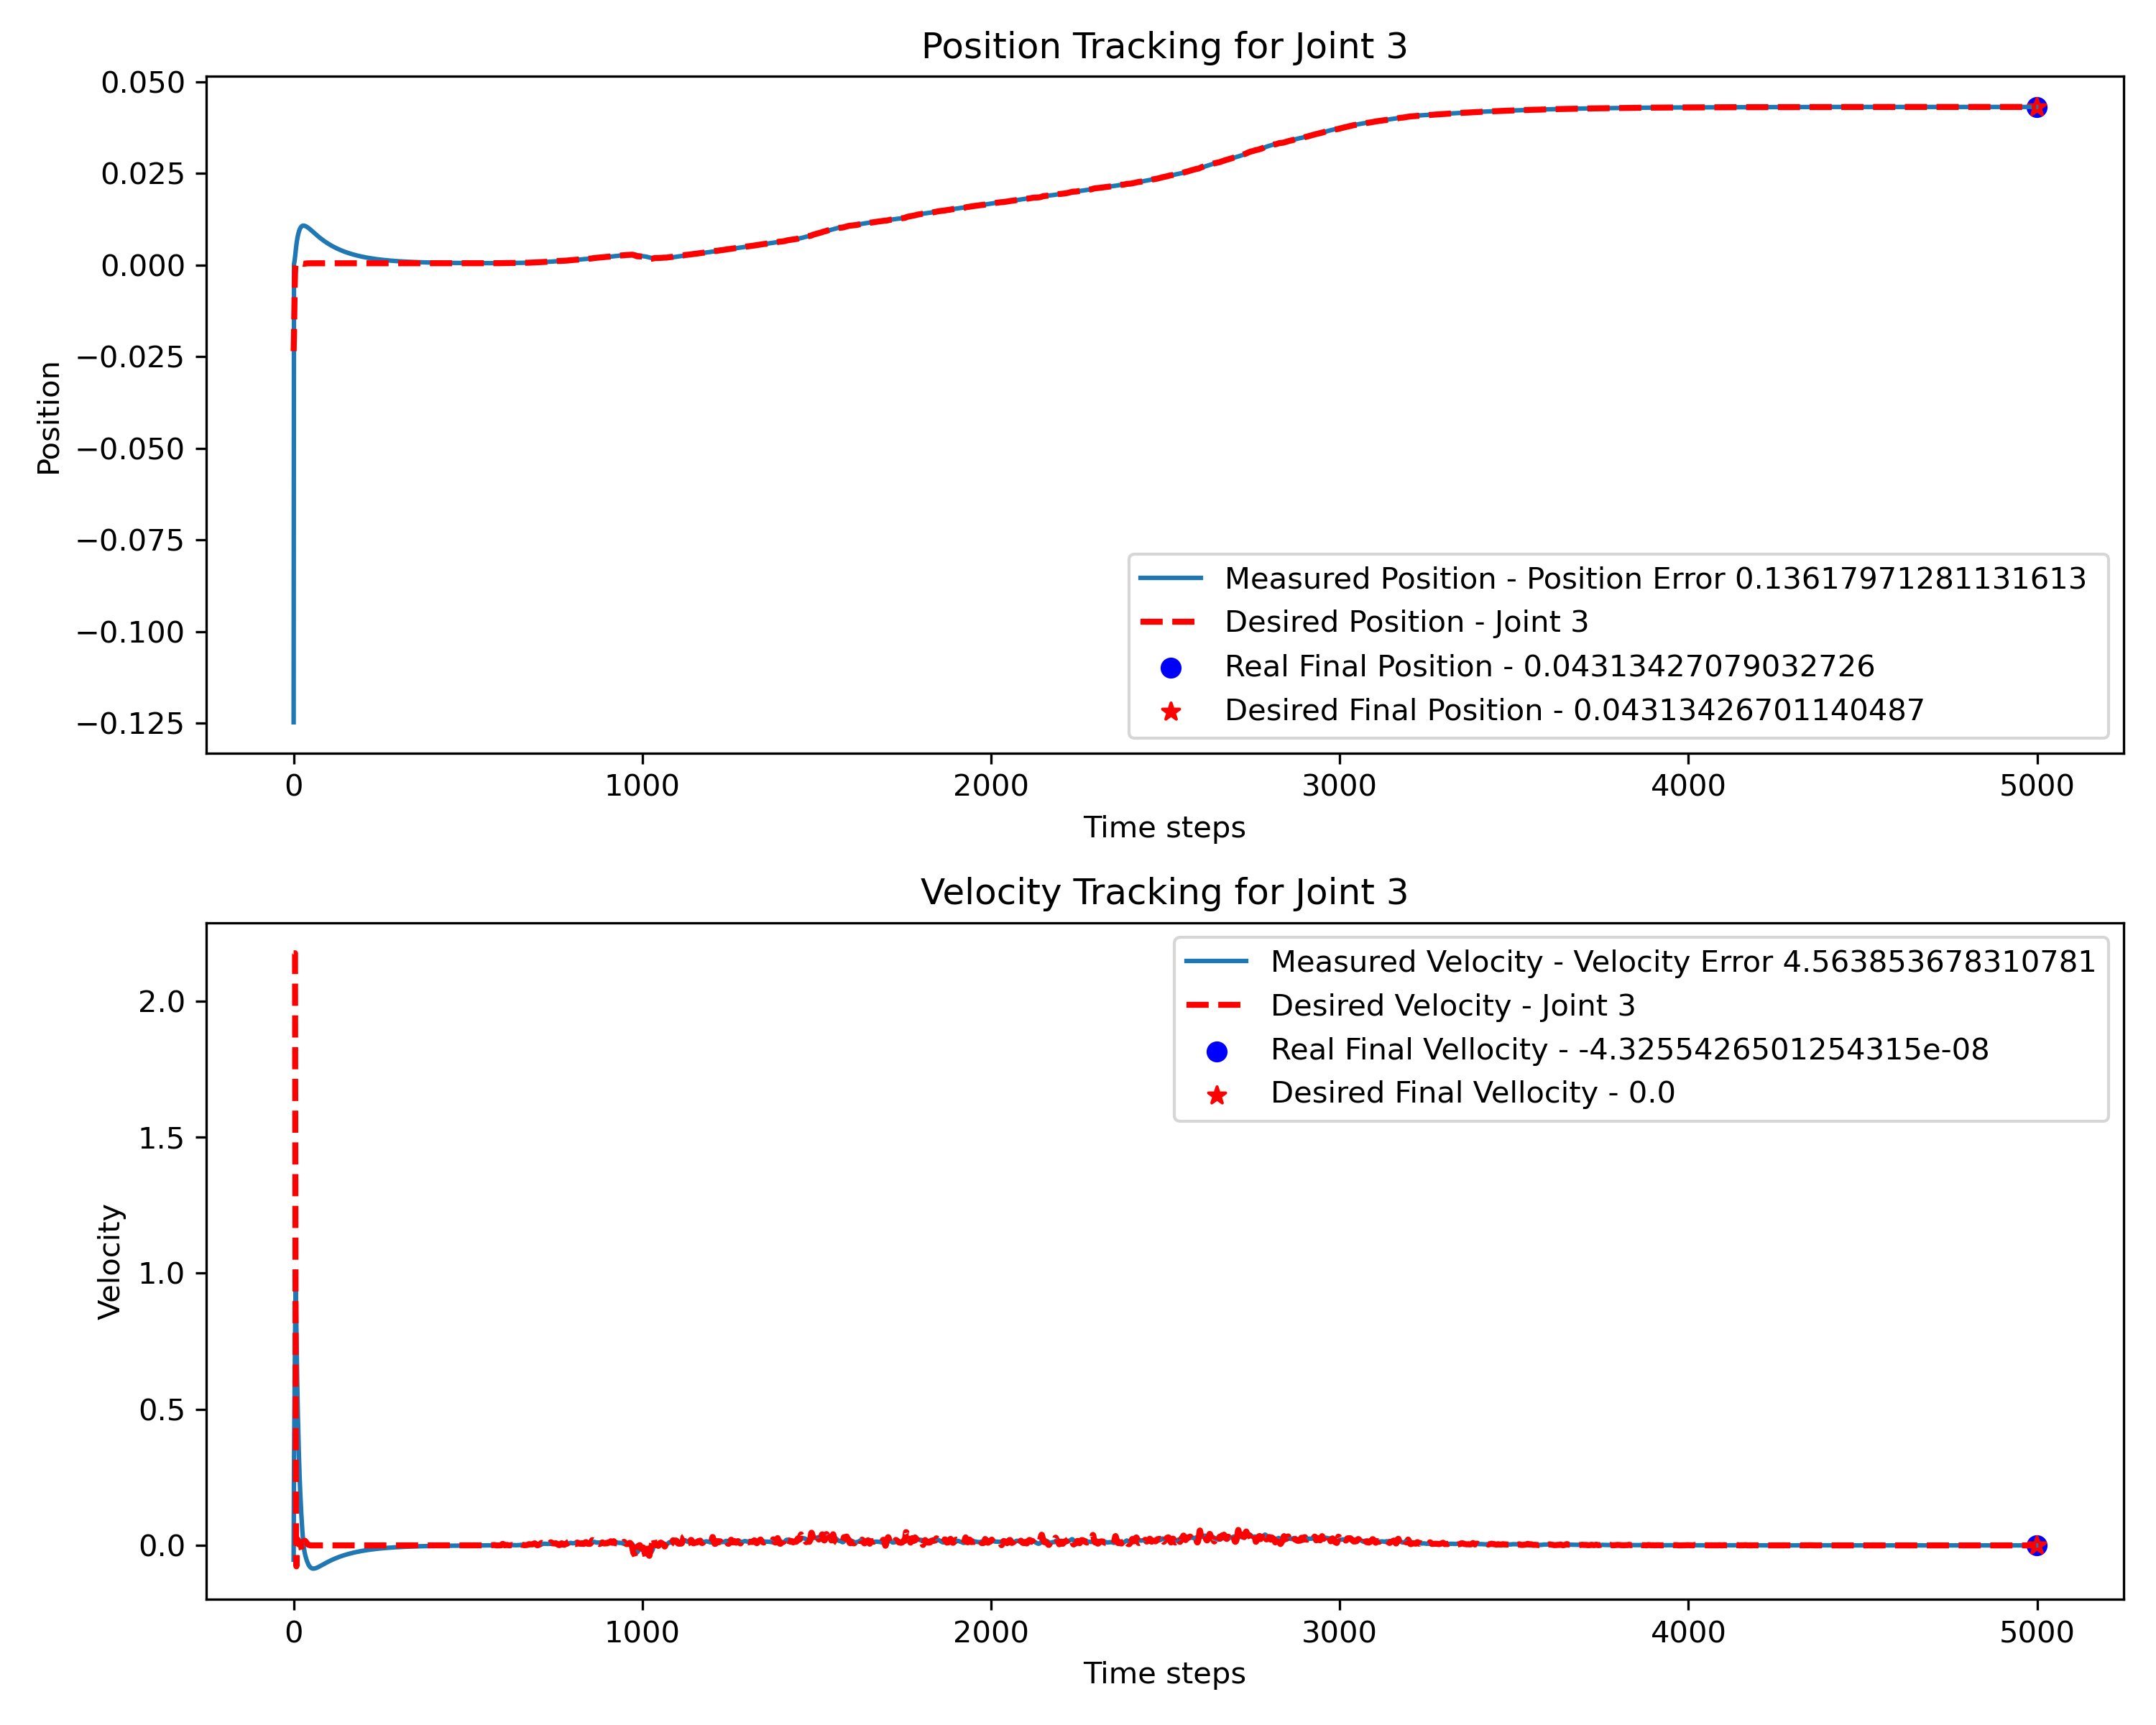 Position Tracking for Joint 3
0.050
0.025
0.000
−0.025
−0.050
−0.075
−0.100
−0.125
Position
Measured Position - Position Error 0.13617971281131613
Desired Position - Joint 3
Real Final Position - 0.04313427079032726
Desired Final Position - 0.04313426701140487
0 1000 2000 3000 4000 5000
Time steps
Velocity Tracking for Joint 3
2.0
1.5
1.0
0.5
0.0
Velocity
Measured Velocity - Velocity Error 4.563853678310781
Desired Velocity - Joint 3
Real Final Vellocity - -4.3255426501254315e-08
Desired Final Vellocity - 0.0
0 1000 2000 3000 4000 5000
Time steps